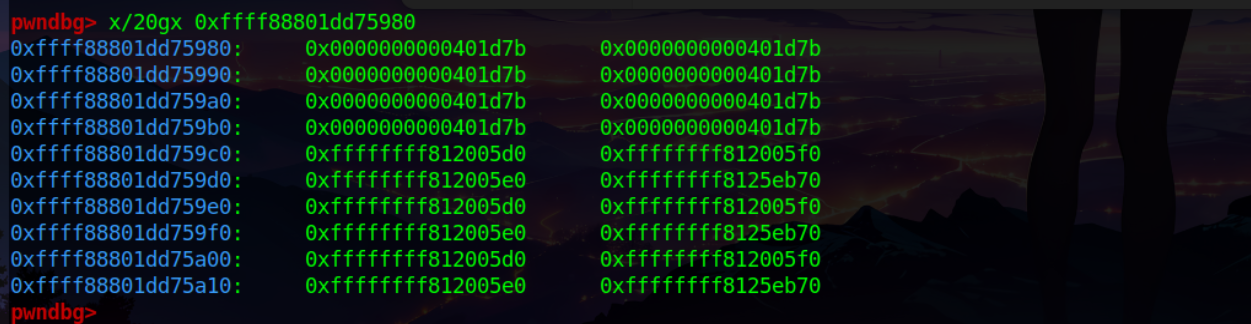 pwndbg> x/20gx 0xffff88801dd75980
0xffff88801dd75980: 0x0000000000401d7b 0x0000000000401d7b
0xffff88801dd75990: 0x0000000000401d7b 0x0000000000401d7b
0xffff88801dd759a0: 0x0000000000401d7b 0x0000000000401d7b
0xffff88801dd759b0: 0x0000000000401d7b 0x0000000000401d7b
0xffff88801dd759c0: 0xffffffff812005d0 0xffffffff812005f0
0xffff88801dd759d0: 0xffffffff812005e0 0xffffffff8125eb70
0xffff88801dd759e0: 0xffffffff812005d0 0xffffffff812005f0
0xffff88801dd759f0: 0xffffffff812005e0 0xffffffff8125eb70
0xffff88801dd75a00: 0xffffffff812005d0 0xffffffff812005f0
0xffff88801dd75a10: 0xffffffff812005e0 0xffffffff8125eb70
pwndbg>